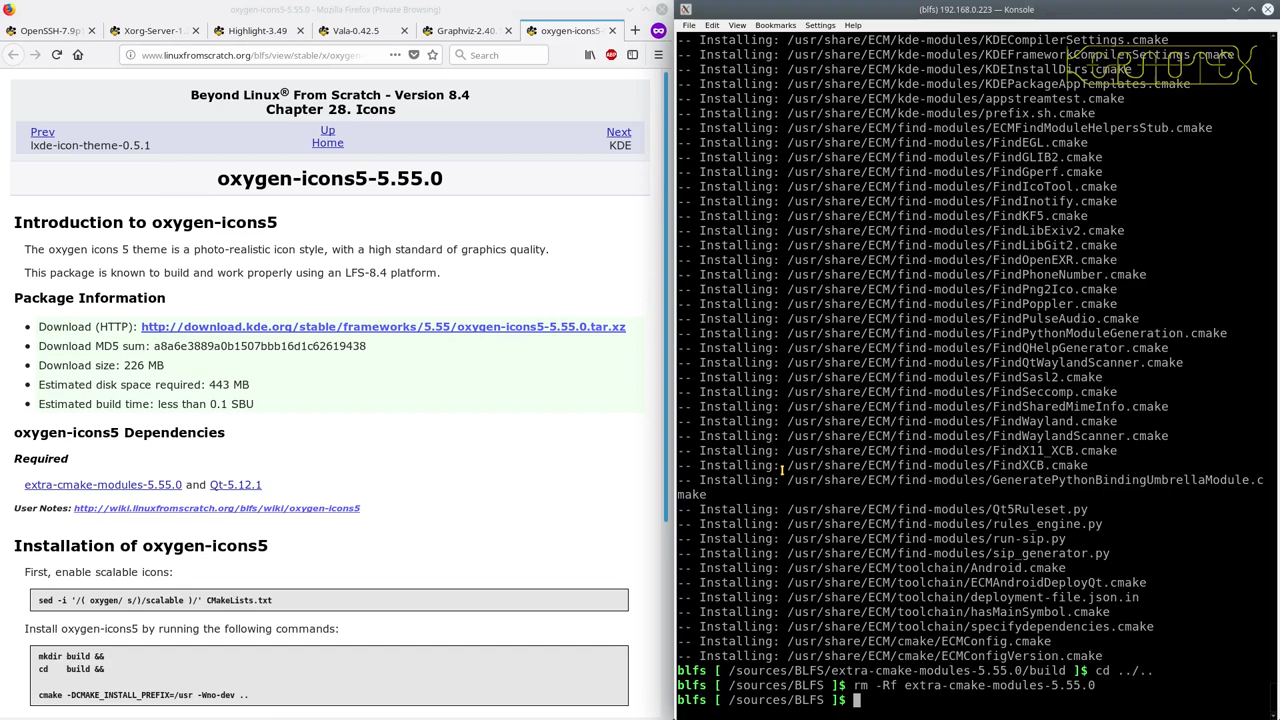 oxygen-icons5-5.55.0 - Mozilla Firefox (Private Browsing)
OpenSSH-7.9p
Xorg-Server-1
Highlight-3.49
Vala-0.42.5
Graphviz-2.40.
oxygen-icons5
www.linuxfromscratch.org/blfs/view/stable/x/oxygen-
Search
Beyond Linux® From Scratch - Version 8.4
Chapter 28. Icons
Prev
Up
Next
lxde-icon-theme-0.5.1
Home
KDE
oxygen-icons5-5.55.0
Introduction to oxygen-icons5
The oxygen icons 5 theme is a photo-realistic icon style, with a high standard of graphics quality.
This package is known to build and work properly using an LFS-8.4 platform.
Package Information
Download (HTTP): http://download.kde.org/stable/frameworks/5.55/oxygen-icons5-5.55.0.tar.xz
Download MD5 sum: a8a6e3889a0b1507bbb16d1c62619438
Download size: 226 MB
Estimated disk space required: 443 MB
Estimated build time: less than 0.1 SBU
oxygen-icons5 Dependencies
Required
extra-cmake-modules-5.55.0 and Qt-5.12.1
User Notes: http://wiki.linuxfromscratch.org/blfs/wiki/oxygen-icons5
Installation of oxygen-icons5
First, enable scalable icons:
sed -i '/( oxygen/ s/)/scalable )/' CMakeLists.txt
Install oxygen-icons5 by running the following commands:
mkdir build &&
cd    build &&
cmake -DCMAKE_INSTALL_PREFIX=/usr -Wno-dev ..
(blfs) 192.168.0.223 — Konsole
File Edit View Bookmarks Settings Help
-- Installing: /usr/share/ECM/kde-modules/KDECompilerSettings.cmake
-- Installing: /usr/share/ECM/kde-modules/KDEFrameworkCompilerSettings.cmake
-- Installing: /usr/share/ECM/kde-modules/KDEInstallDirs.cmake
-- Installing: /usr/share/ECM/kde-modules/KDEPackageAppTemplates.cmake
-- Installing: /usr/share/ECM/kde-modules/appstreamtest.cmake
-- Installing: /usr/share/ECM/kde-modules/prefix.sh.cmake
-- Installing: /usr/share/ECM/find-modules/ECMFindModuleHelpersStub.cmake
-- Installing: /usr/share/ECM/find-modules/FindEGL.cmake
-- Installing: /usr/share/ECM/find-modules/FindGLIB2.cmake
-- Installing: /usr/share/ECM/find-modules/FindGperf.cmake
-- Installing: /usr/share/ECM/find-modules/FindIcoTool.cmake
-- Installing: /usr/share/ECM/find-modules/FindInotify.cmake
-- Installing: /usr/share/ECM/find-modules/FindKF5.cmake
-- Installing: /usr/share/ECM/find-modules/FindLibExiv2.cmake
-- Installing: /usr/share/ECM/find-modules/FindLibGit2.cmake
-- Installing: /usr/share/ECM/find-modules/FindOpenEXR.cmake
-- Installing: /usr/share/ECM/find-modules/FindPhoneNumber.cmake
-- Installing: /usr/share/ECM/find-modules/FindPng2Ico.cmake
-- Installing: /usr/share/ECM/find-modules/FindPoppler.cmake
-- Installing: /usr/share/ECM/find-modules/FindPulseAudio.cmake
-- Installing: /usr/share/ECM/find-modules/FindPythonModuleGeneration.cmake
-- Installing: /usr/share/ECM/find-modules/FindQHelpGenerator.cmake
-- Installing: /usr/share/ECM/find-modules/FindQtWaylandScanner.cmake
-- Installing: /usr/share/ECM/find-modules/FindSasl2.cmake
-- Installing: /usr/share/ECM/find-modules/FindSeccomp.cmake
-- Installing: /usr/share/ECM/find-modules/FindSharedMimeInfo.cmake
-- Installing: /usr/share/ECM/find-modules/FindWayland.cmake
-- Installing: /usr/share/ECM/find-modules/FindWaylandScanner.cmake
-- Installing: /usr/share/ECM/find-modules/FindX11_XCB.cmake
-- Installing: /usr/share/ECM/find-modules/FindXCB.cmake
-- Installing: /usr/share/ECM/find-modules/GeneratePythonBindingUmbrellaModule.c
make
-- Installing: /usr/share/ECM/find-modules/Qt5Ruleset.py
-- Installing: /usr/share/ECM/find-modules/rules_engine.py
-- Installing: /usr/share/ECM/find-modules/run-sip.py
-- Installing: /usr/share/ECM/find-modules/sip_generator.py
-- Installing: /usr/share/ECM/toolchain/Android.cmake
-- Installing: /usr/share/ECM/toolchain/ECMAndroidDeployQt.cmake
-- Installing: /usr/share/ECM/toolchain/deployment-file.json.in
-- Installing: /usr/share/ECM/toolchain/hasMainSymbol.cmake
-- Installing: /usr/share/ECM/toolchain/specifydependencies.cmake
-- Installing: /usr/share/ECM/cmake/ECMConfig.cmake
-- Installing: /usr/share/ECM/cmake/ECMConfigVersion.cmake
blfs [ /sources/BLFS/extra-cmake-modules-5.55.0/build ]$ cd ../..
blfs [ /sources/BLFS ]$ rm -Rf extra-cmake-modules-5.55.0
blfs [ /sources/BLFS ]$